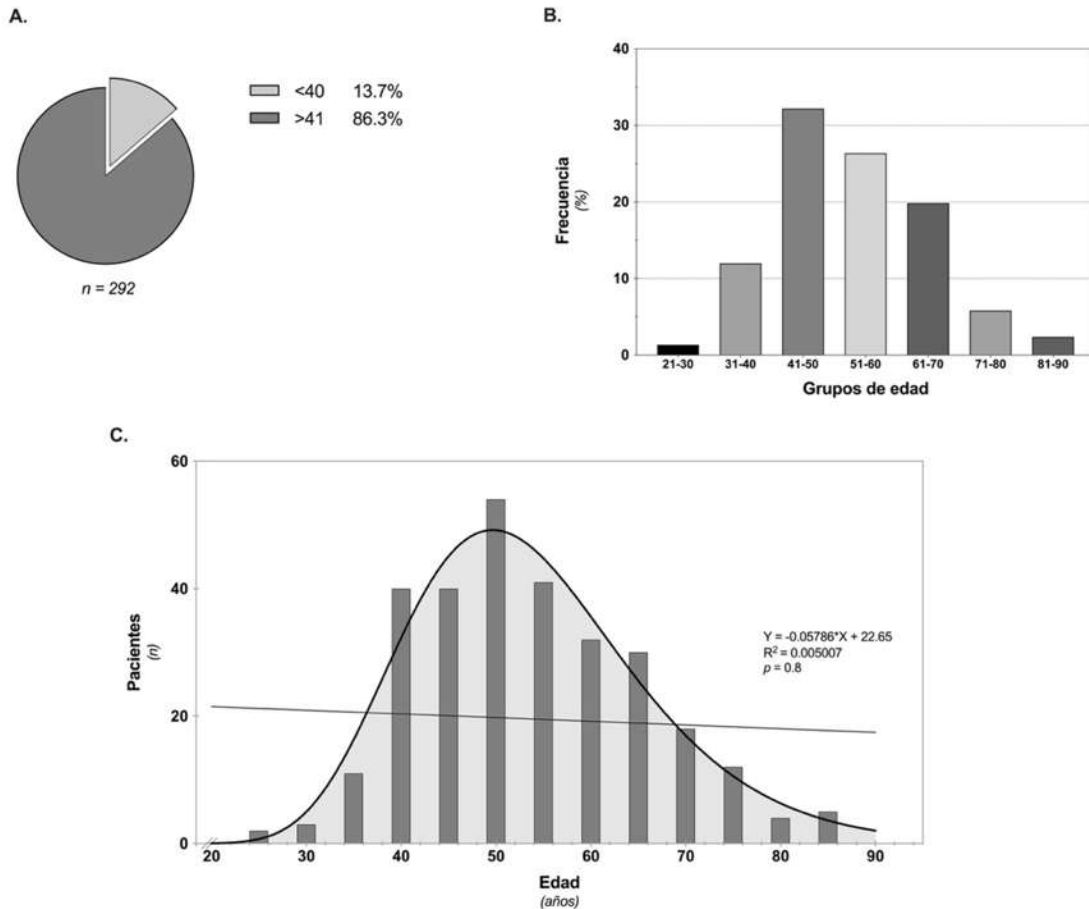 A.
<40 13.7%
>41 86.3%
n = 292
B.
40
30
20
10
0
Frecuencia
(%)
21-30 31-40 41-50 51-60 61-70 71-80 81-90
Grupos de edad
C.
60
40
20
0
Pacientes
(n)
Y = -0.05786*X + 22.65
R² = 0.005007
p = 0.8
20 30 40 50 60 70 80 90
Edad
(años)